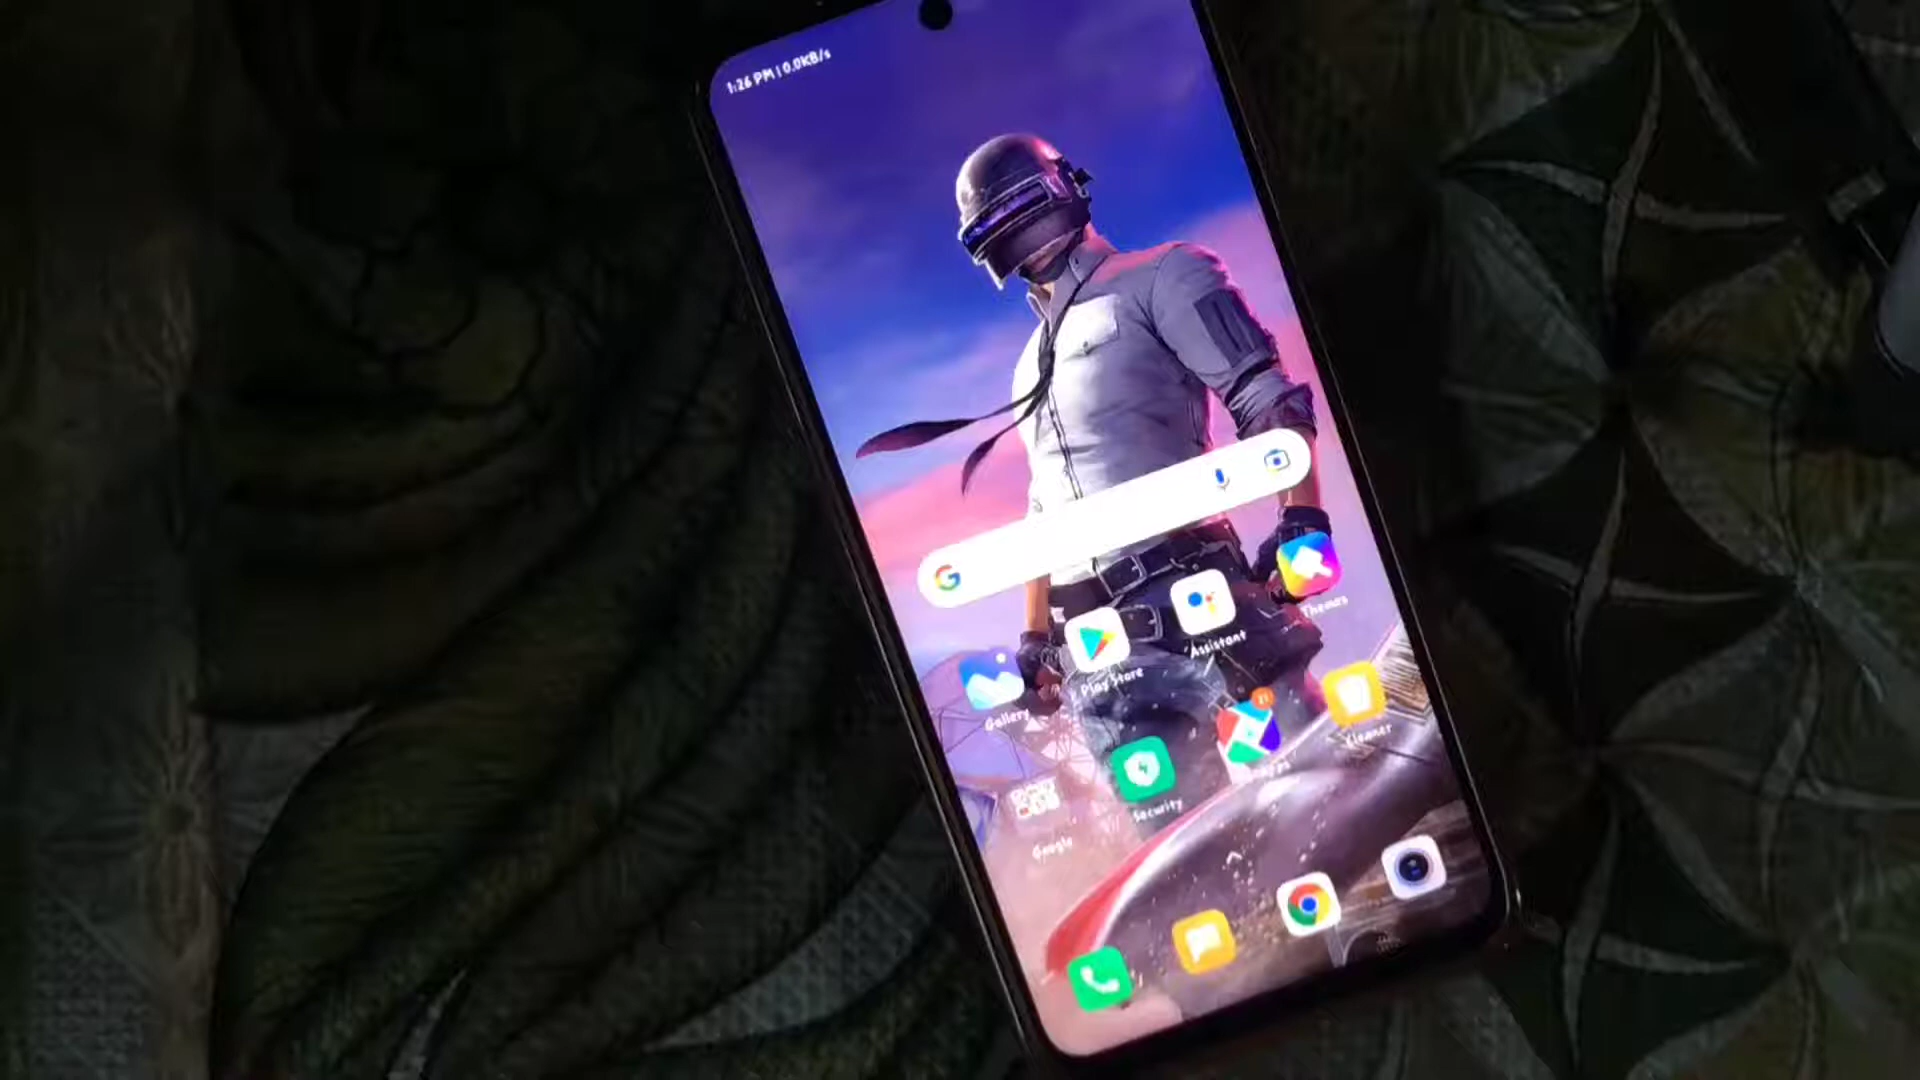 1:26 PM | 0.0KB/s
Themes
Assistant
Play Store
Gallery
Cleaner
Security
Google